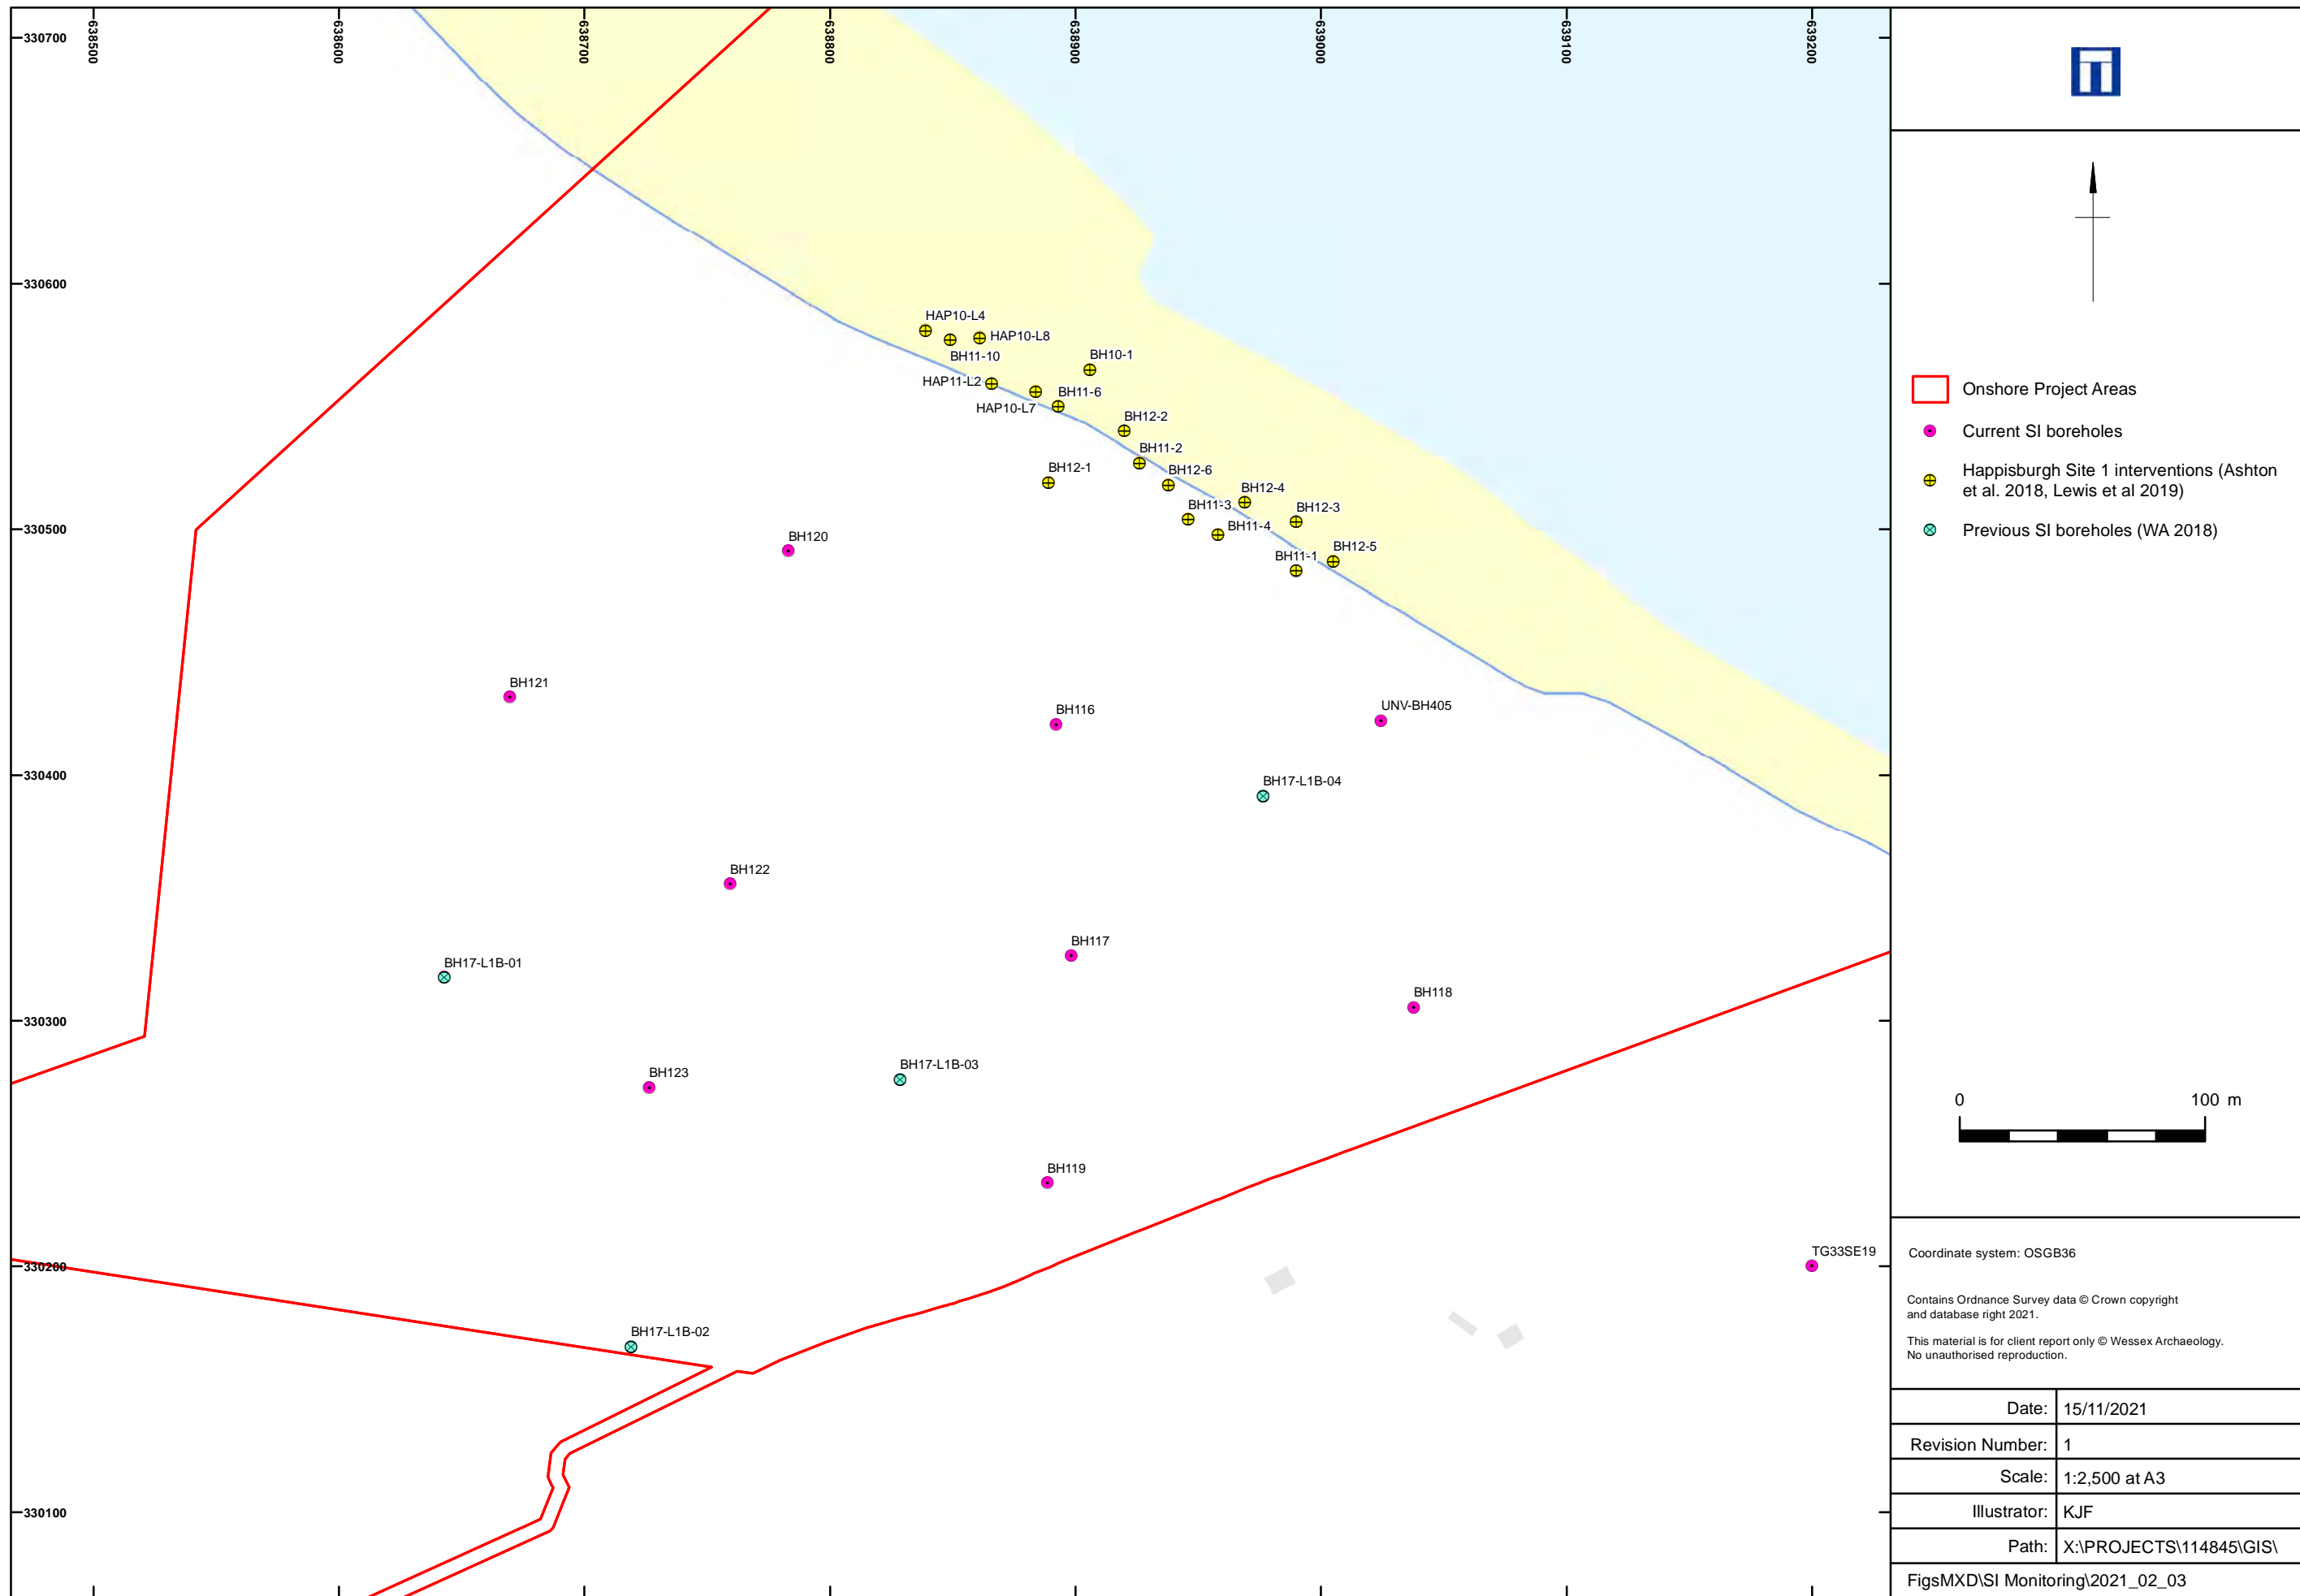 638500
638600
638700
638800
638900
639000
639100
639200
330700
330600
330500
330400
330300
330200
330100
HAP10-L4
HAP10-L8
BH11-10
BH10-1
HAP11-L2
BH11-6
HAP10-L7
BH12-2
BH11-2
BH12-1
BH12-6
BH12-4
BH11-3
BH12-3
BH11-4
BH12-5
BH11-1
BH120
BH121
BH116
UNV-BH405
BH17-L1B-04
BH122
BH117
BH17-L1B-01
BH118
BH17-L1B-03
BH123
BH119
TG33SE19
BH17-L1B-02
Onshore Project Areas
Current SI boreholes
Happisburgh Site 1 interventions (Ashton
et al. 2018, Lewis et al 2019)
Previous SI boreholes (WA 2018)
0 100 m
Coordinate system: OSGB36
Contains Ordnance Survey data © Crown copyright
and database right 2021.
This material is for client report only © Wessex Archaeology.
No unauthorised reproduction.
Date: 15/11/2021
Revision Number: 1
Scale: 1:2,500 at A3
Illustrator: KJF
Path: X:\PROJECTS\114845\GIS\
FigsMXD\SI Monitoring\2021_02_03